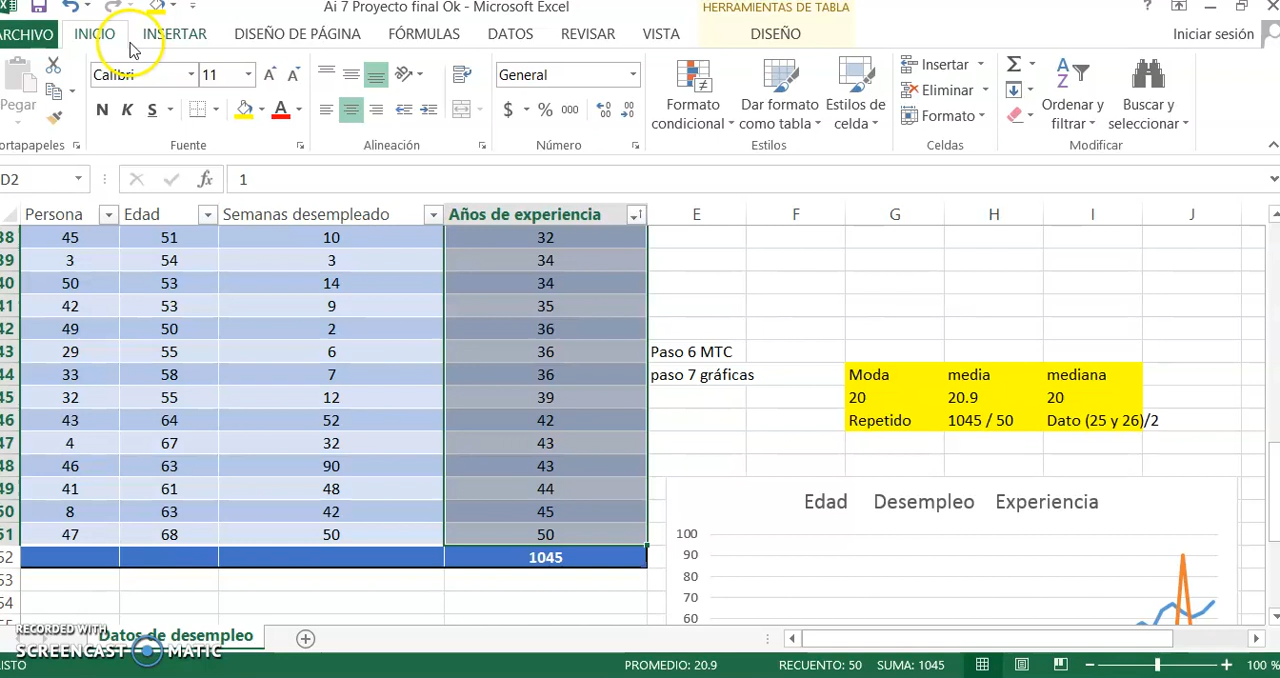 Ai 7 Proyecto final Ok - Microsoft Excel
HERRAMIENTAS DE TABLA
ARCHIVO INICIO INSERTAR DISEÑO DE PÁGINA FÓRMULAS DATOS REVISAR VISTA DISEÑO Iniciar sesión
Pegar
Calibri 11
N K S
General
$ % 000
Formato condicional
Dar formato como tabla
Estilos de celda
Insertar
Eliminar
Formato
Ordenar y filtrar
Buscar y seleccionar
Portapapeles Fuente Alineación Número Estilos Celdas Modificar
D2 fx 1
Persona Edad Semanas desempleado Años de experiencia E F G H I J
38 45 51 10 32
39 3 54 3 34
40 50 53 14 34
41 42 53 9 35
42 49 50 2 36
43 29 55 6 36 Paso 6 MTC
44 33 58 7 36 paso 7 gráficas Moda media mediana
45 32 55 12 39 20 20.9 20
46 43 64 52 42 Repetido 1045 / 50 Dato (25 y 26)/2
47 4 67 32 43
48 46 63 90 43
49 41 61 48 44
50 8 63 42 45
51 47 68 50 50
52 1045
53
54
Edad Desempleo Experiencia
100
90
80
70
60
Datos de desempleo
RECORDED WITH
SCREENCAST MATIC
LISTO PROMEDIO: 20.9 RECUENTO: 50 SUMA: 1045 100 %